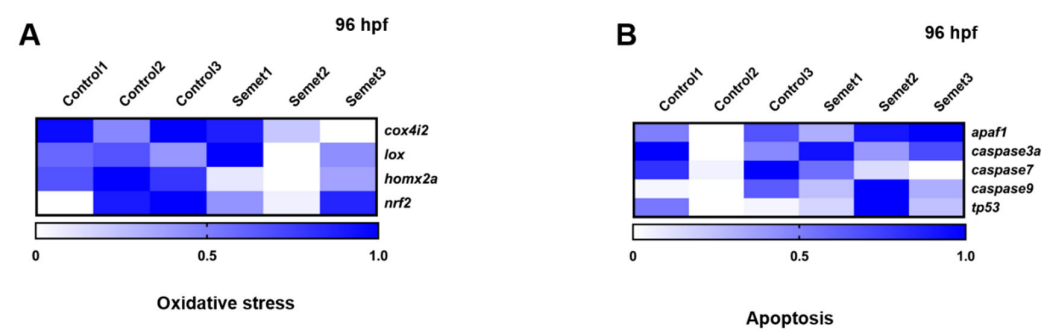 A
96 hpf
Control1
Control2
Control3
Semet1
Semet2
Semet3
cox4i2
lox
homx2a
nrf2
0
0.5
1.0
Oxidative stress
B
96 hpf
Control1
Control2
Control3
Semet1
Semet2
Semet3
apaf1
caspase3a
caspase7
caspase9
tp53
0
0.5
1.0
Apoptosis